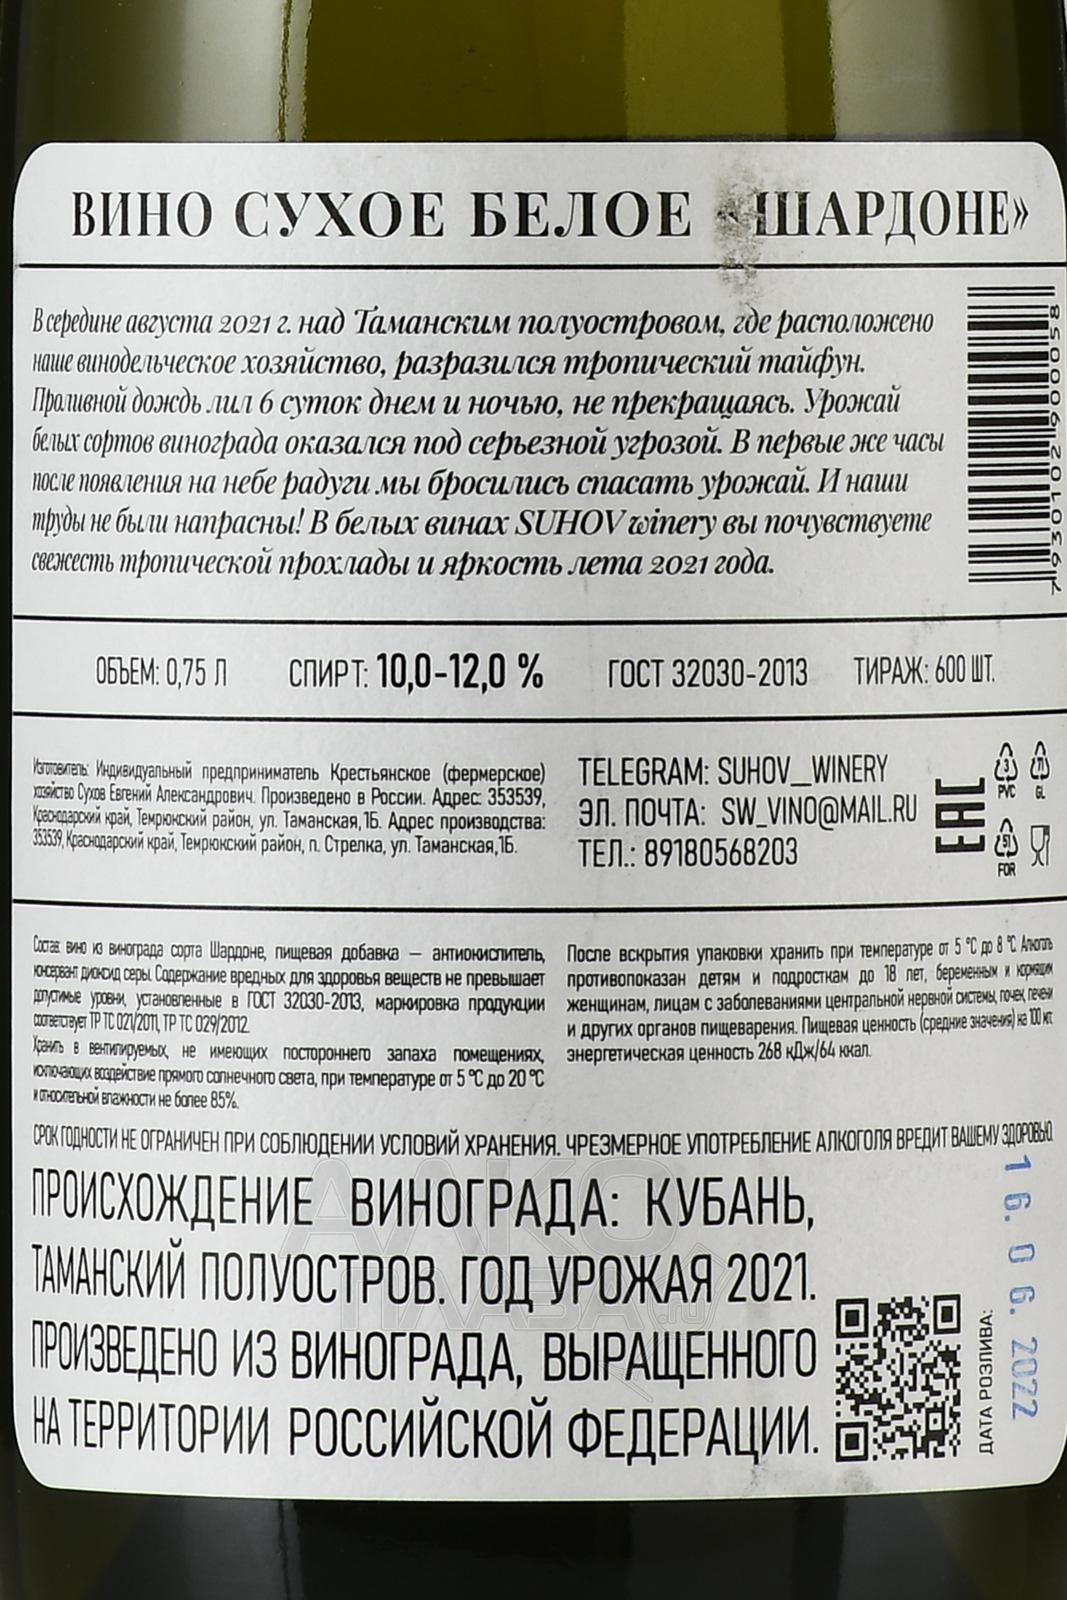 ВИНО СУХОЕ БЕЛОЕ «ШАРДОНЕ»
В середине августа 2021 г. над Таманским полуостровом, где расположено
наше винодельческое хозяйство, разразился тропический тайфун.
Проливной дождь лил 6 суток днем и ночью, не прекращаясь. Урожай
белых сортов винограда оказался под серьезной угрозой. В первые же часы
после появления на небе радуги мы бросились спасать урожай. И наши
труды не были напрасны! В белых винах SUHOV winery вы почувствуете
свежесть тропической прохлады и яркость лета 2021 года.
7930102900058
ОБЪЕМ: 0,75 Л СПИРТ: 10,0-12,0 % ГОСТ 32030-2013 ТИРАЖ: 600 ШТ.
Изготовитель: Индивидуальный предприниматель Крестьянское (фермерское)
хозяйство Сухов Евгений Александрович. Произведено в России. Адрес: 353539,
Краснодарский край, Темрюкский район, ул. Таманская,1Б. Адрес производства:
353539, Краснодарский край, Темрюкский район, п. Стрелка, ул. Таманская,1Б.
TELEGRAM: SUHOV_WINERY
ЭЛ. ПОЧТА: SW_VINO@MAIL.RU
ТЕЛ.: 89180568203
EAC
3
PVC
71
GL
51
FOR
Состав: вино из винограда сорта Шардоне, пищевая добавка – антиокислитель,
консервант диоксид серы. Содержание вредных для здоровья веществ не превышает
допустимые уровни, установленные в ГОСТ 32030-2013, маркировка продукции
соответствует ТР ТС 021/2011, ТР ТС 029/2012.
Хранить в вентилируемых, не имеющих постороннего запаха помещениях,
исключающих воздействие прямого солнечного света, при температуре от 5 °С до 20 °С
и относительной влажности не более 85%.
После вскрытия упаковки хранить при температуре от 5 °С до 8 °С. Алкоголь
противопоказан детям и подросткам до 18 лет, беременным и кормящим
женщинам, лицам с заболеваниями центральной нервной системы, почек, печени
и других органов пищеварения. Пищевая ценность (средние значения) на 100 мл:
энергетическая ценность 268 кДж/64 ккал.
СРОК ГОДНОСТИ НЕ ОГРАНИЧЕН ПРИ СОБЛЮДЕНИИ УСЛОВИЙ ХРАНЕНИЯ. ЧРЕЗМЕРНОЕ УПОТРЕБЛЕНИЕ АЛКОГОЛЯ ВРЕДИТ ВАШЕМУ ЗДОРОВЬЮ.
ПРОИСХОЖДЕНИЕ ВИНОГРАДА: КУБАНЬ,
ТАМАНСКИЙ ПОЛУОСТРОВ. ГОД УРОЖАЯ 2021.
ПРОИЗВЕДЕНО ИЗ ВИНОГРАДА, ВЫРАЩЕННОГО
НА ТЕРРИТОРИИ РОССИЙСКОЙ ФЕДЕРАЦИИ.
ДАТА РОЗЛИВА:
16.06.2022
АЛКО
ПЛАЗА.ru